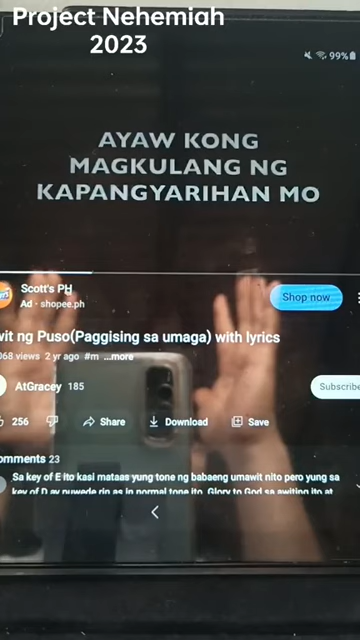 Project Nehemiah
2023
99%
AYAW KONG
MAGKULANG NG
KAPANGYARIHAN MO
Scott's PH
Ad • shopee.ph
Shop now
wit ng Puso(Paggising sa umaga) with lyrics
068 views 2 yr ago #m ...more
AtGracey 185
Subscribe
256 Share Download Save
omments 23
Sa key of E ito kasi mataas yung tone ng babaeng umawit nito pero yung sa
key of D ay puwede rin as in normal tone ito. Glory to God sa awiting ito at